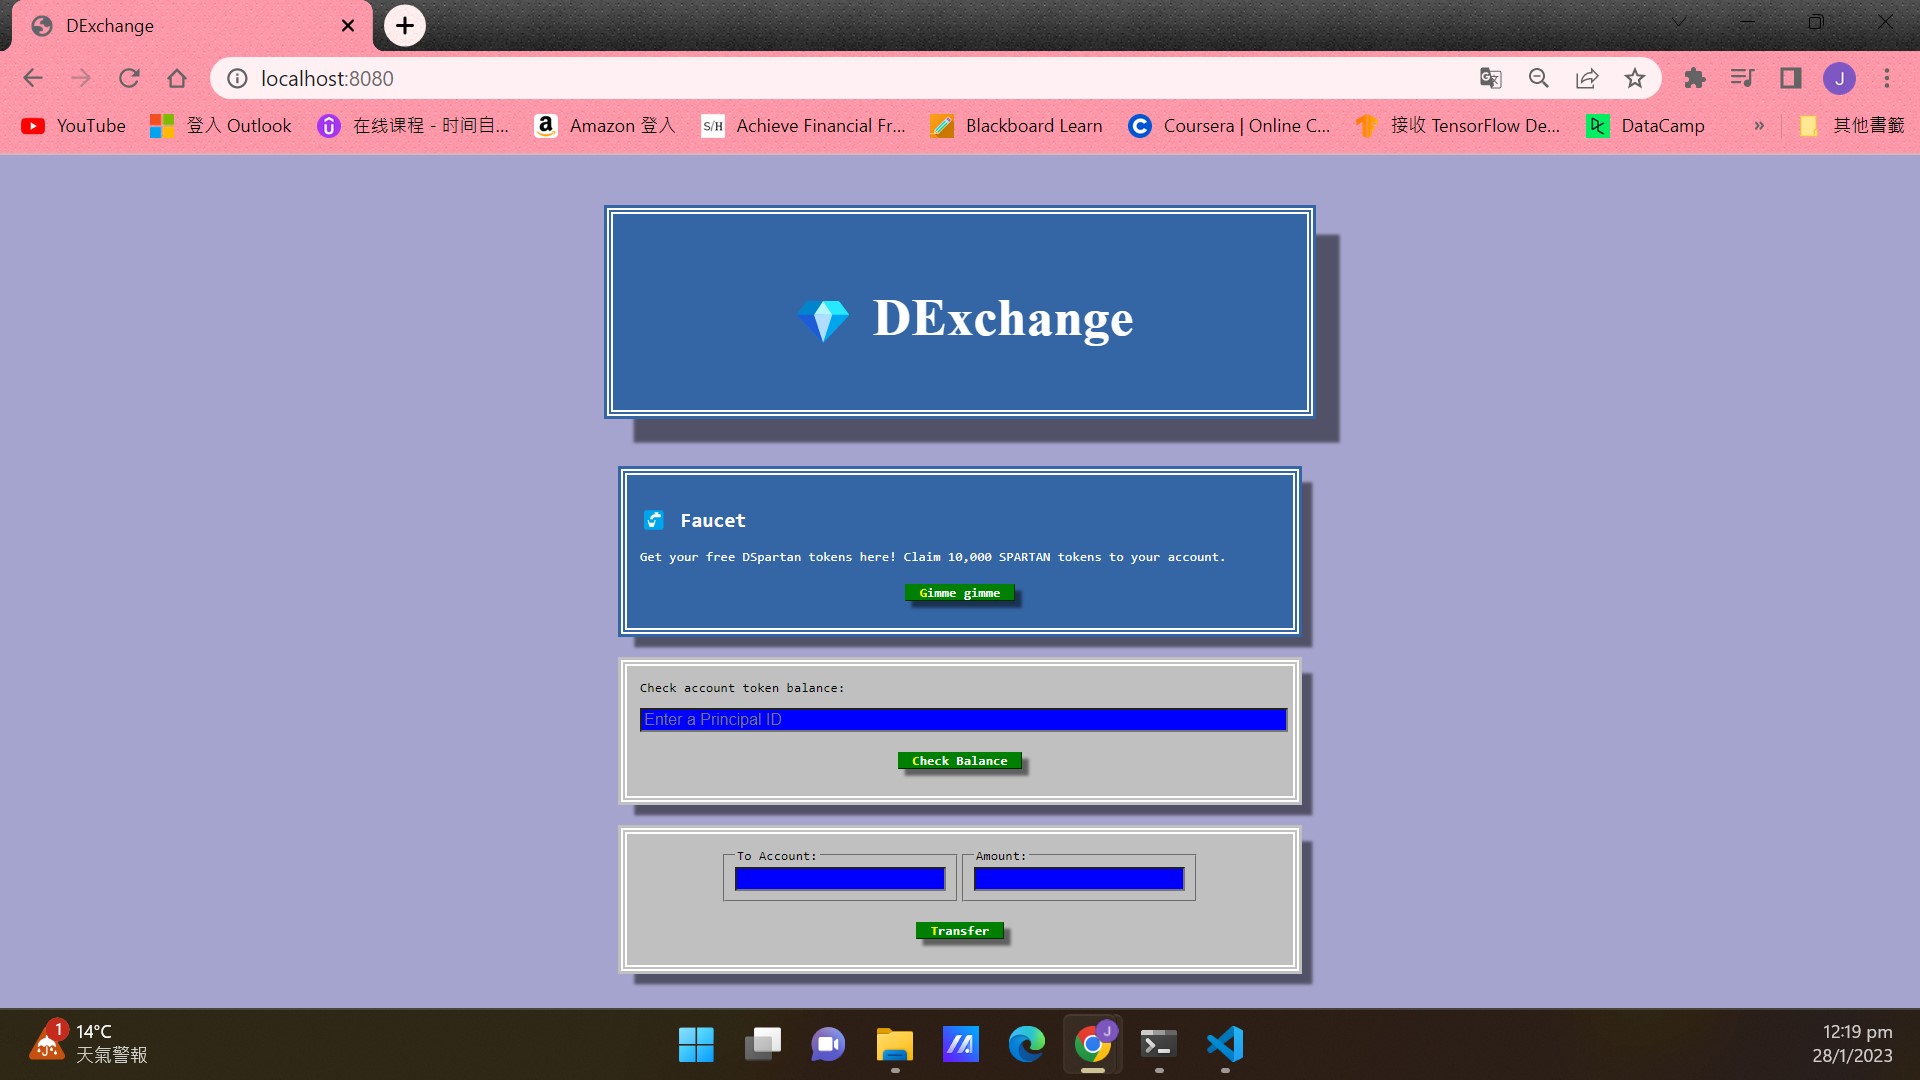 DExchange
localhost:8080
YouTube 登入 Outlook 在线课程 - 时间自... Amazon 登入 S/H Achieve Financial Fr... Blackboard Learn Coursera | Online C... 接收 TensorFlow De... DataCamp » 其他書籤
J
DExchange
Faucet
Get your free DSpartan tokens here! Claim 10,000 SPARTAN tokens to your account.
Gimme gimme
Check account token balance:
Enter a Principal ID
Check Balance
To Account: Amount:
Transfer
1 14°C
天氣警報
J
12:19 pm
28/1/2023